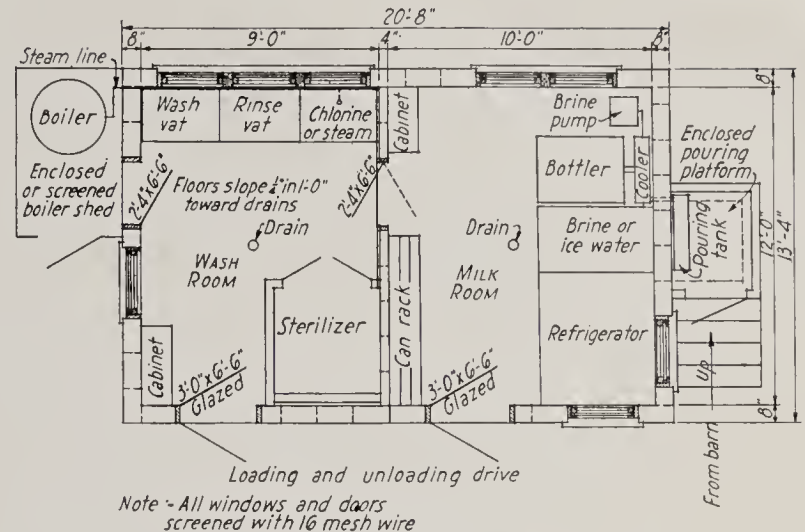 20'-8"
8" 9'-0" 4" 10'-0" 8"
Steam line
Boiler
Enclosed
or screened
boiler shed
Wash
vat
Rinse
vat
Chlorine
or steam
Cabinet
Brine
pump
Bottler
Cooler
Enclosed
pouring
platform
8"
2'-4"x6'-6"
Floors slope ¼" in 1'-0"
toward drains
2'-4"x6'-6"
Drain
WASH
ROOM
Drain
MILK
ROOM
Brine or
ice water
Pouring
tank
12'-0"
13'-4"
Sterilizer
Can rack
Refrigerator
Cabinet
3'-0"x6'-6"
Glazed
3'-0"x6'-6"
Glazed
Up
8"
From barn
Loading and unloading drive
Note :- All windows and doors
screened with 16 mesh wire